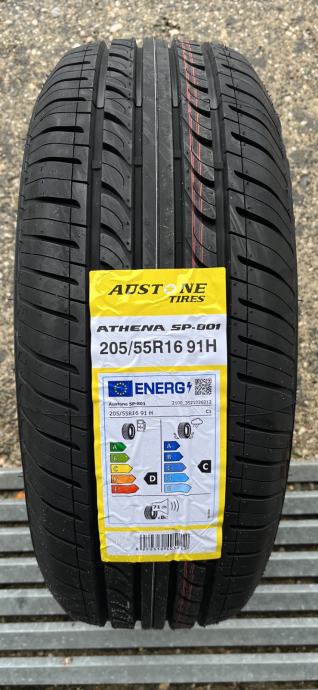 AUSTONE
TIRES
ATHENA SP-801
205/55R16 91H
ENERG
Austone SP-801
205/55R16 91 H C1
A A
B B
C C C
D D D
E E